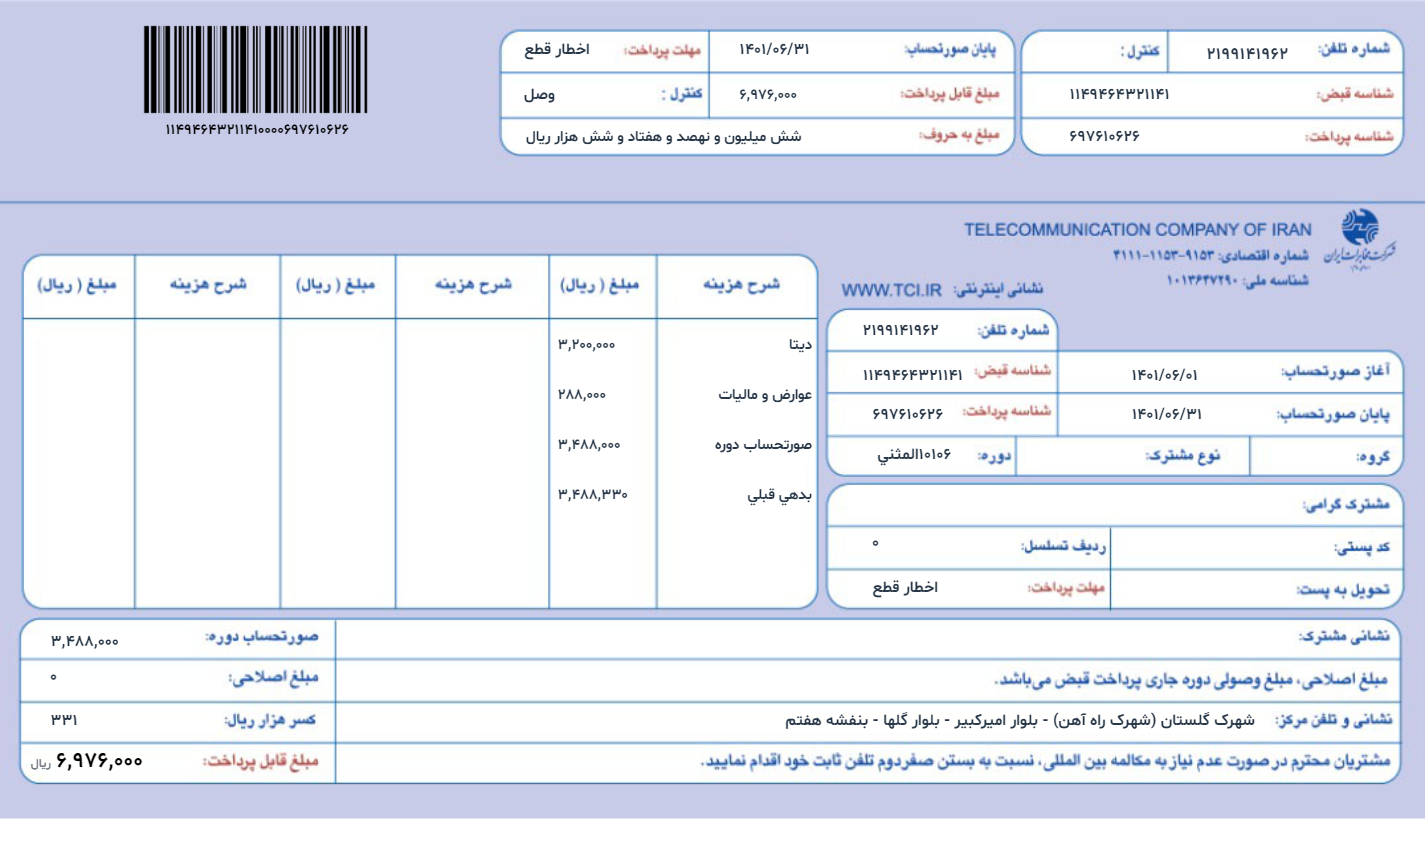 شماره تلفن: ۲۱۹۹۱۴۱۹۶۲ کنترل :
شناسه قبض: ۱۱۴۹۴۶۴۳۲۱۱۴۱
شناسه پرداخت: ۶۹۷۶۱۰۶۲۶
پایان صورتحساب: ۱۴۰۱/۰۶/۳۱ مهلت پرداخت: اخطار قطع
مبلغ قابل پرداخت: ۶,۹۷۶,۰۰۰ کنترل : وصل
مبلغ به حروف: شش میلیون و نهصد و هفتاد و شش هزار ریال
۱۱۴۹۴۶۴۳۲۱۱۴۱۰۰۰۰۶۹۷۶۱۰۶۲۶
شرکت مخابرات ایران
TELECOMMUNICATION COMPANY OF IRAN
شماره اقتصادی: ۹۱۵۳-۱۱۵۳-۴۱۱۱
شناسه ملی: ۱۰۱۳۶۴۷۲۹۰
نشانی اینترنتی: WWW.TCI.IR
شماره تلفن: ۲۱۹۹۱۴۱۹۶۲
آغاز صورتحساب: ۱۴۰۱/۰۶/۰۱ شناسه قبض: ۱۱۴۹۴۶۴۳۲۱۱۴۱
پایان صورتحساب: ۱۴۰۱/۰۶/۳۱ شناسه پرداخت: ۶۹۷۶۱۰۶۲۶
گروه: نوع مشترک: دوره: ۱۰۱۰۶المثني
مشترک گرامی:
کد پستی: ردیف تسلسل: ۰
تحویل به پست: مهلت پرداخت: اخطار قطع
شرح هزینه مبلغ ( ریال) شرح هزینه مبلغ ( ریال) شرح هزینه مبلغ ( ریال)
دیتا ۳,۲۰۰,۰۰۰
عوارض و مالیات ۲۸۸,۰۰۰
صورتحساب دوره ۳,۴۸۸,۰۰۰
بدهي قبلي ۳,۴۸۸,۳۳۰
نشانی مشترک: صورتحساب دوره: ۳,۴۸۸,۰۰۰
مبلغ اصلاحی، مبلغ وصولی دوره جاری پرداخت قبض می‌باشد. مبلغ اصلاحی: ۰
نشانی و تلفن مرکز: شهرک گلستان (شهرک راه آهن) - بلوار امیرکبیر - بلوار گلها - بنفشه هفتم کسر هزار ریال: ۳۳۱
مشتریان محترم در صورت عدم نیاز به مکالمه بین المللی، نسبت به بستن صفر دوم تلفن ثابت خود اقدام نمایید. مبلغ قابل پرداخت: ۶,۹۷۶,۰۰۰ ریال